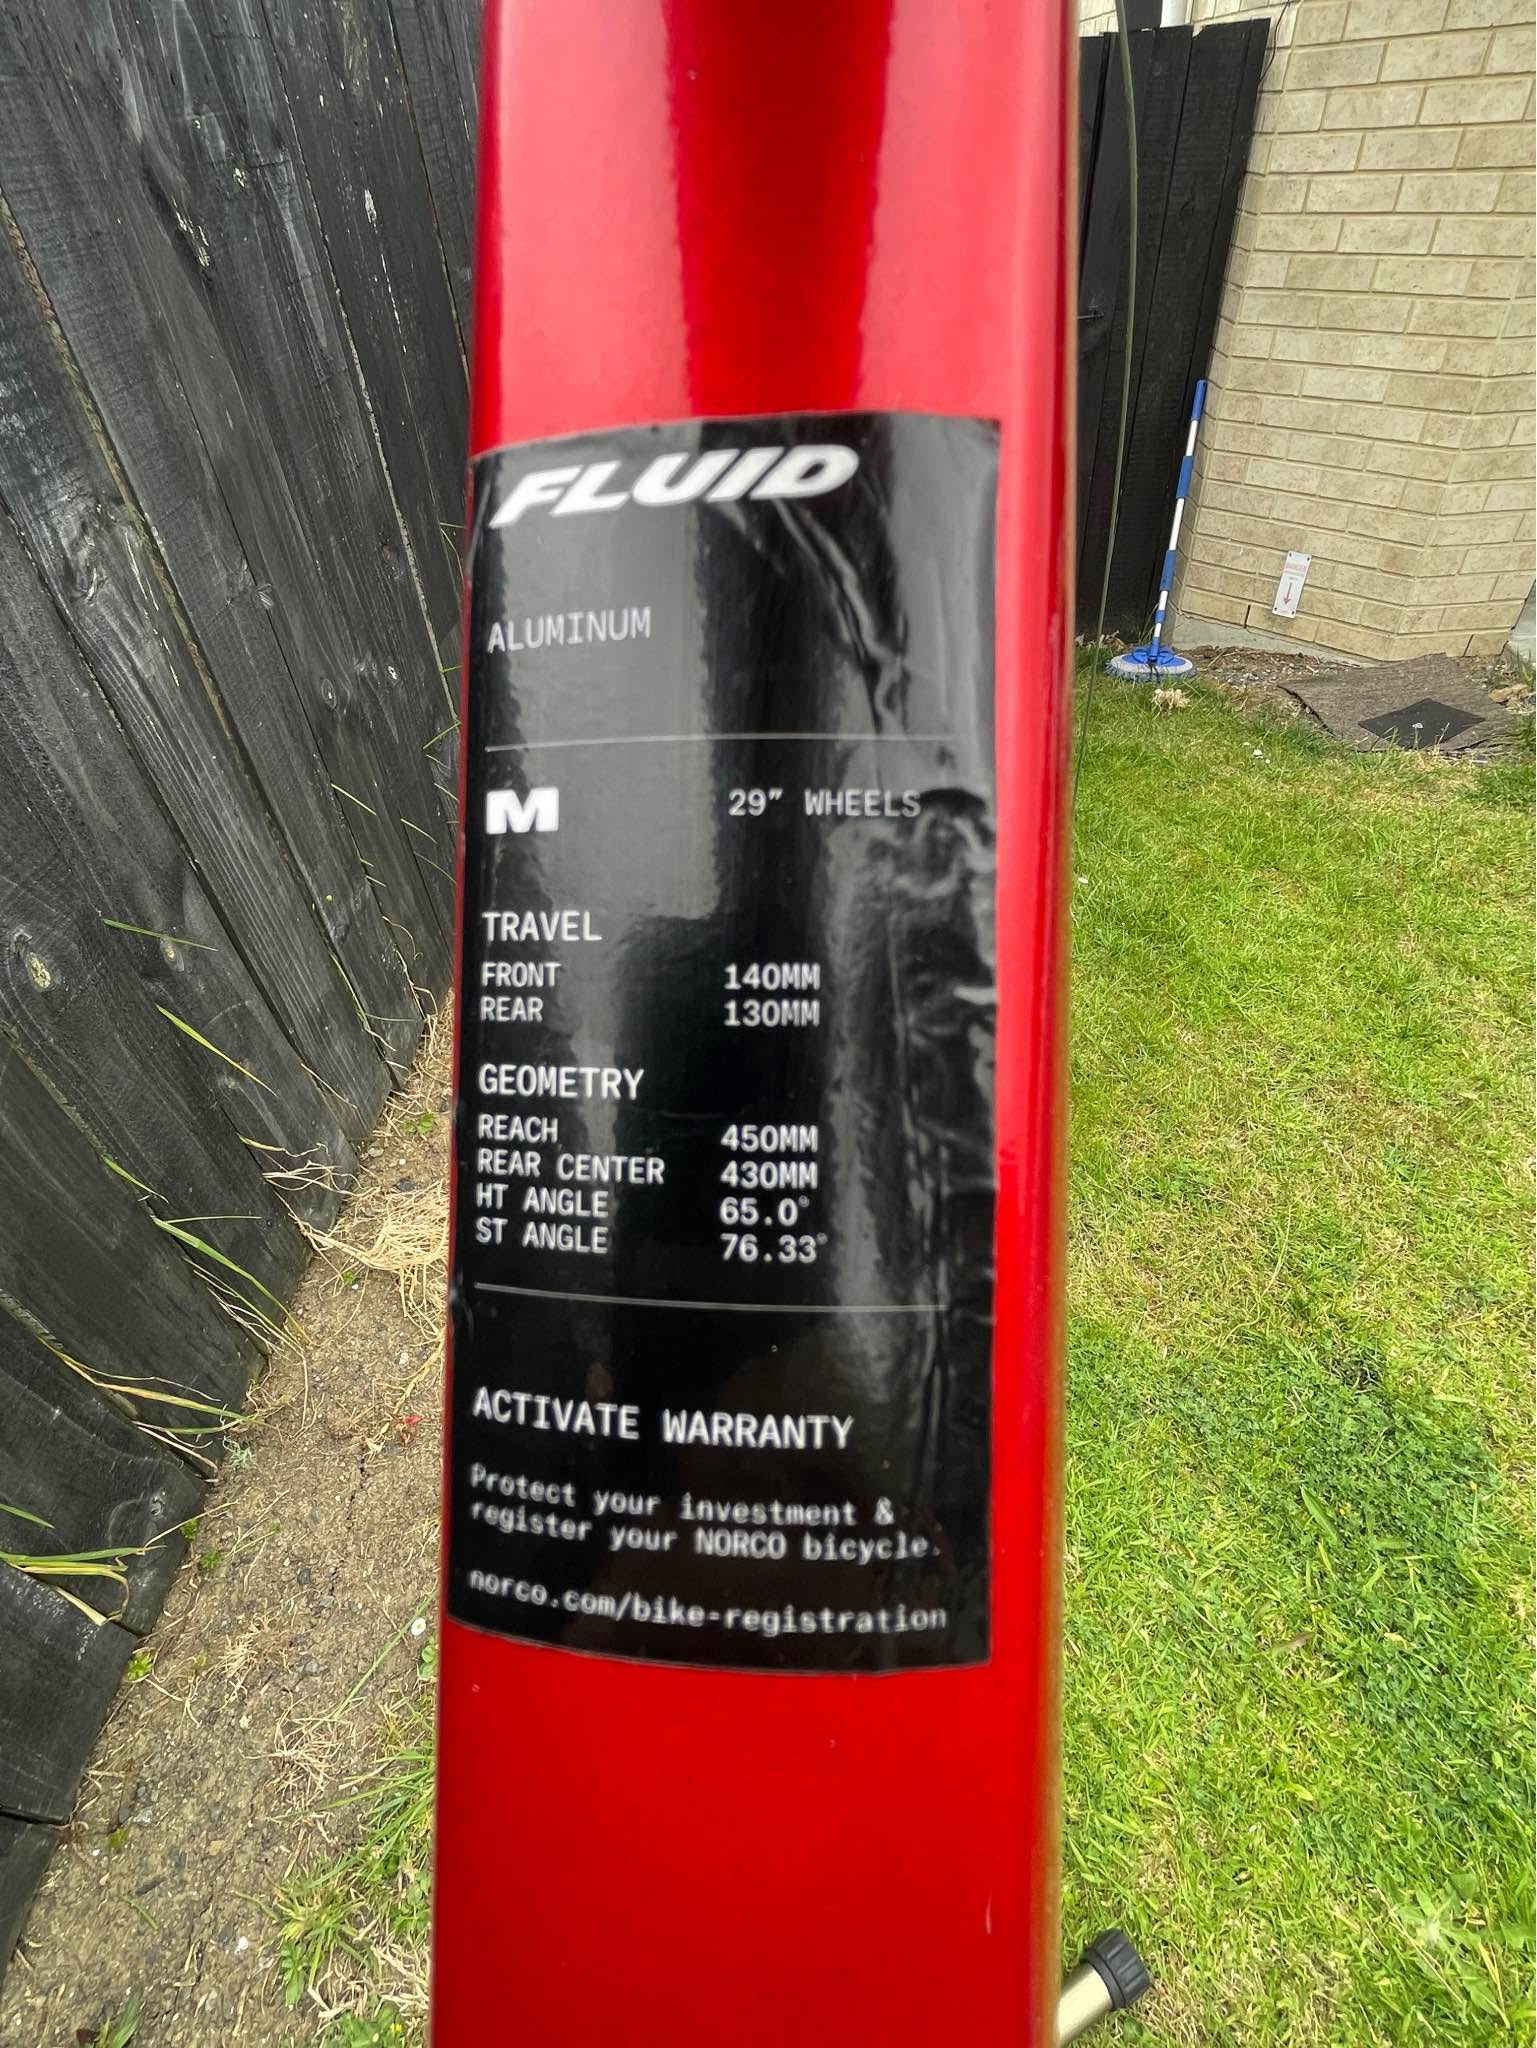 FLUID
ALUMINUM
M 29" WHEELS
TRAVEL
FRONT 140MM
REAR 130MM
GEOMETRY
REACH 450MM
REAR CENTER 430MM
HT ANGLE 65.0°
ST ANGLE 76.33°
ACTIVATE WARRANTY
Protect your investment &
register your NORCO bicycle.
norco.com/bike-registration
DANGER